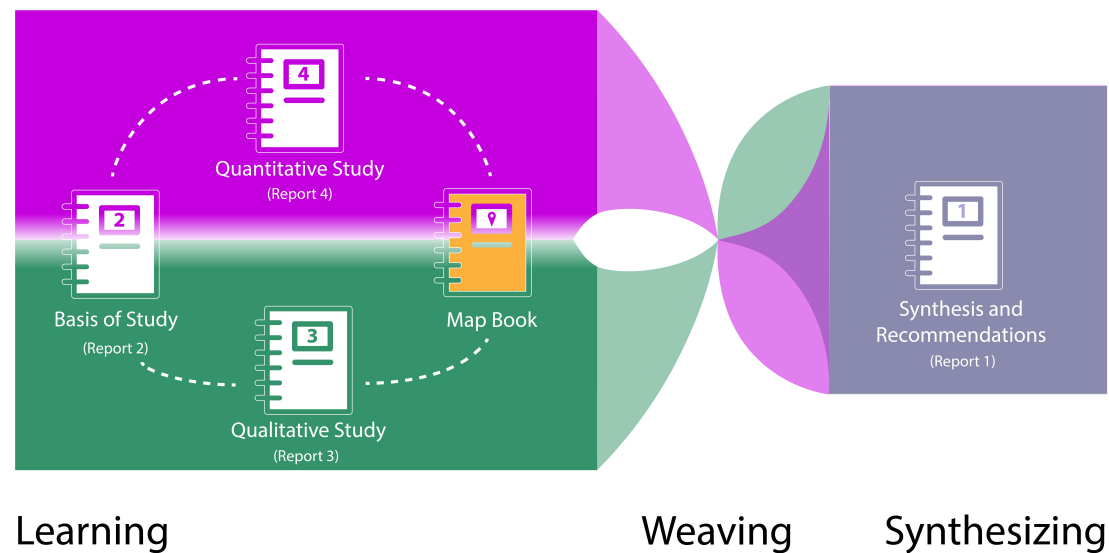 4
Quantitative Study
(Report 4)
2
Basis of Study
(Report 2)
Map Book
3
Qualitative Study
(Report 3)
1
Synthesis and
Recommendations
(Report 1)
Learning
Weaving
Synthesizing